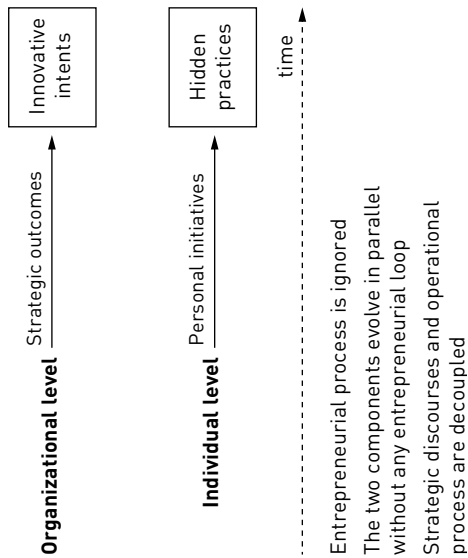 Organizational level
Strategic outcomes
Innovative
intents
Individual level
Personal initiatives
Hidden
practices
time
Entrepreneurial process is ignored
The two components evolve in parallel
without any entrepreneurial loop
Strategic discourses and operational
process are decoupled